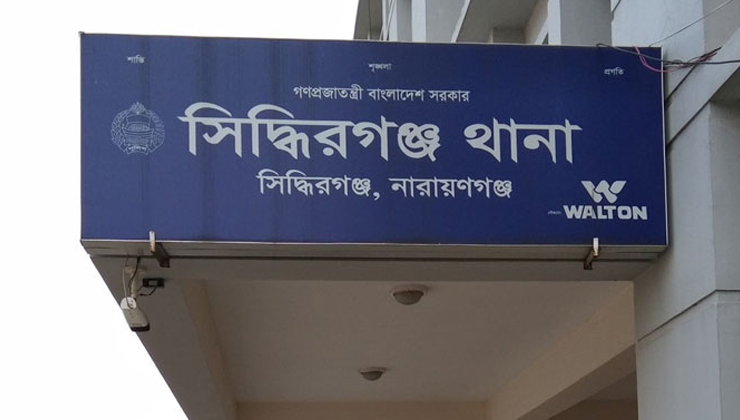 শান্তি শৃঙ্খলা প্রগতি
গণপ্রজাতন্ত্রী বাংলাদেশ সরকার
সিদ্ধিরগঞ্জ থানা
সিদ্ধিরগঞ্জ, নারায়ণগঞ্জ
WALTON